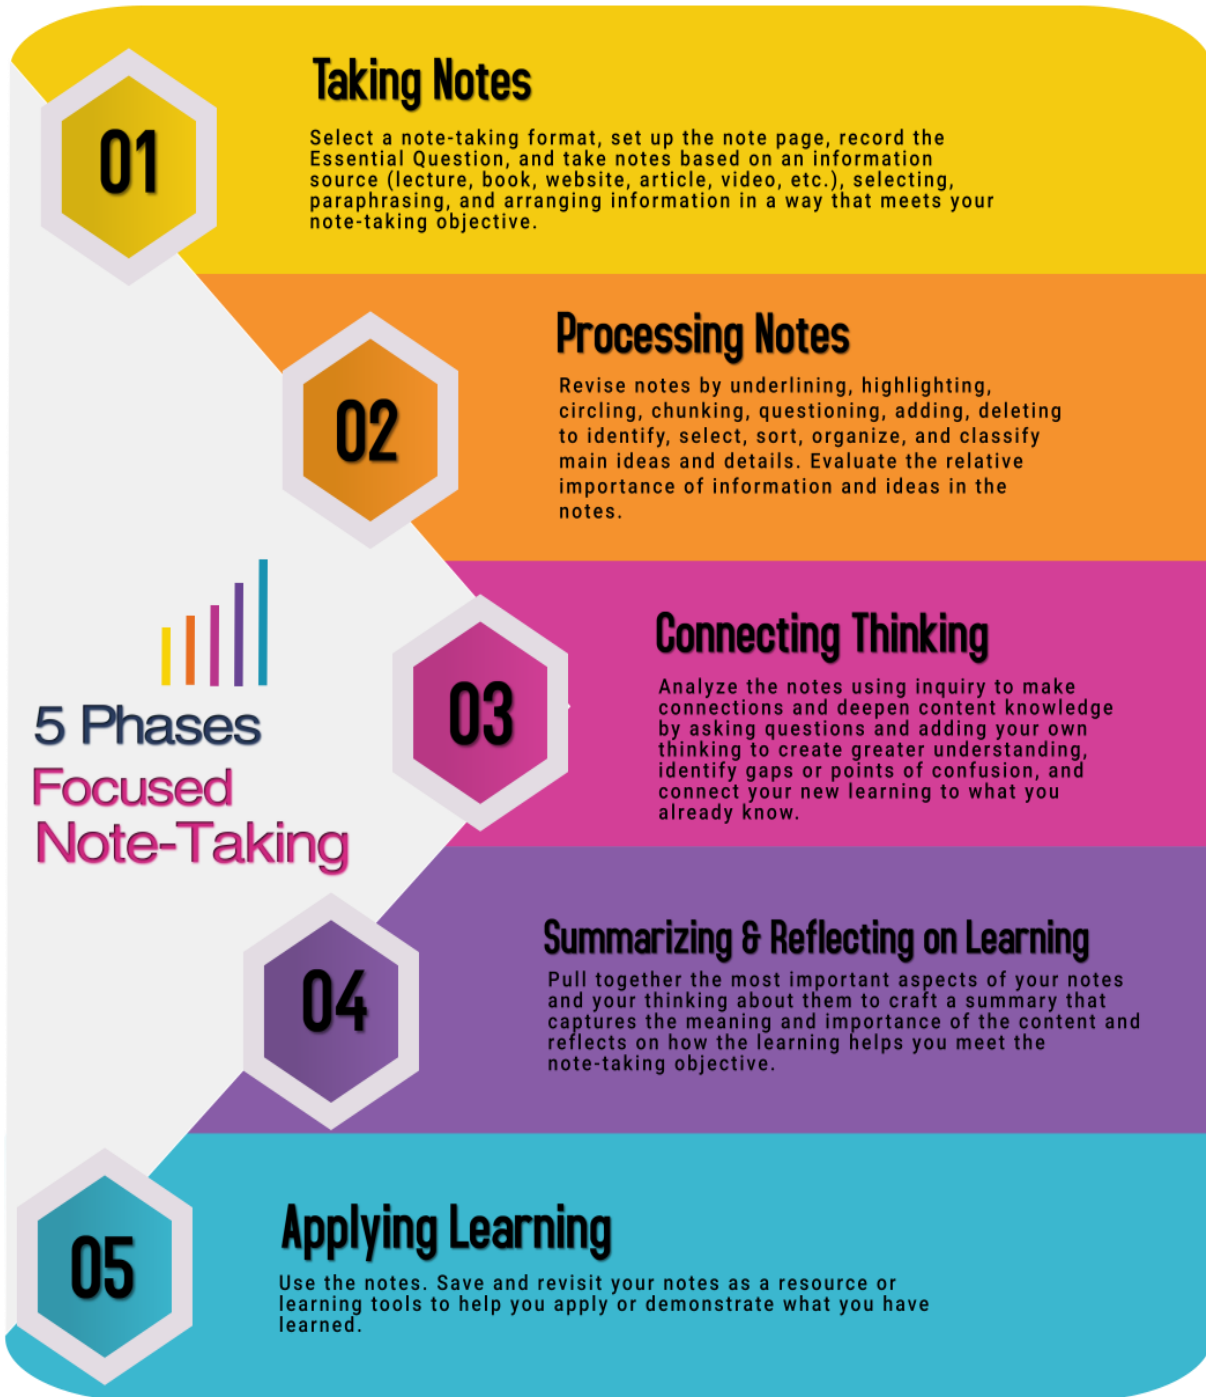 01
Taking Notes
Select a note-taking format, set up the note page, record the
Essential Question, and take notes based on an information
source (lecture, book, website, article, video, etc.), selecting,
paraphrasing, and arranging information in a way that meets your
note-taking objective.
02
Processing Notes
Revise notes by underlining, highlighting,
circling, chunking, questioning, adding, deleting
to identify, select, sort, organize, and classify
main ideas and details. Evaluate the relative
importance of information and ideas in the
notes.
5 Phases
Focused
Note-Taking
03
Connecting Thinking
Analyze the notes using inquiry to make
connections and deepen content knowledge
by asking questions and adding your own
thinking to create greater understanding,
identify gaps or points of confusion, and
connect your new learning to what you
already know.
04
Summarizing & Reflecting on Learning
Pull together the most important aspects of your notes
and your thinking about them to craft a summary that
captures the meaning and importance of the content and
reflects on how the learning helps you meet the
note-taking objective.
05
Applying Learning
Use the notes. Save and revisit your notes as a resource or
learning tools to help you apply or demonstrate what you have
learned.